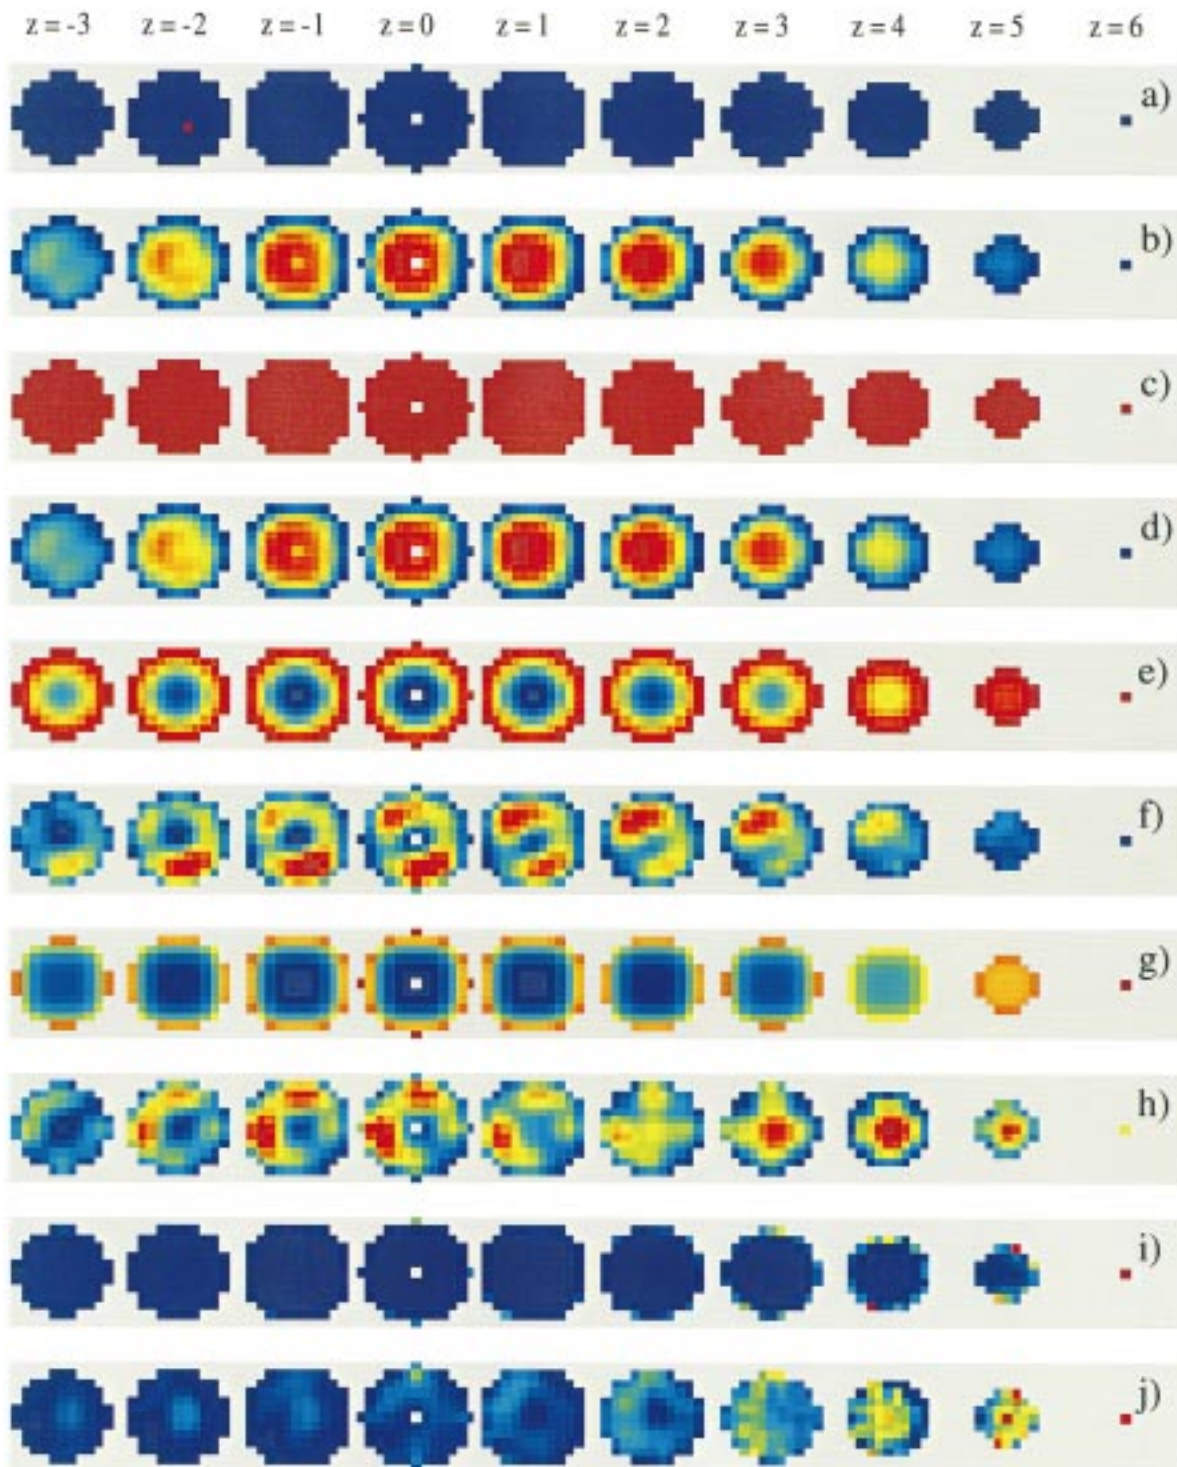 z = -3 z = -2 z = -1 z = 0 z = 1 z = 2 z = 3 z = 4 z = 5 z = 6
a)
b)
c)
d)
e)
f)
g)
h)
i)
j)